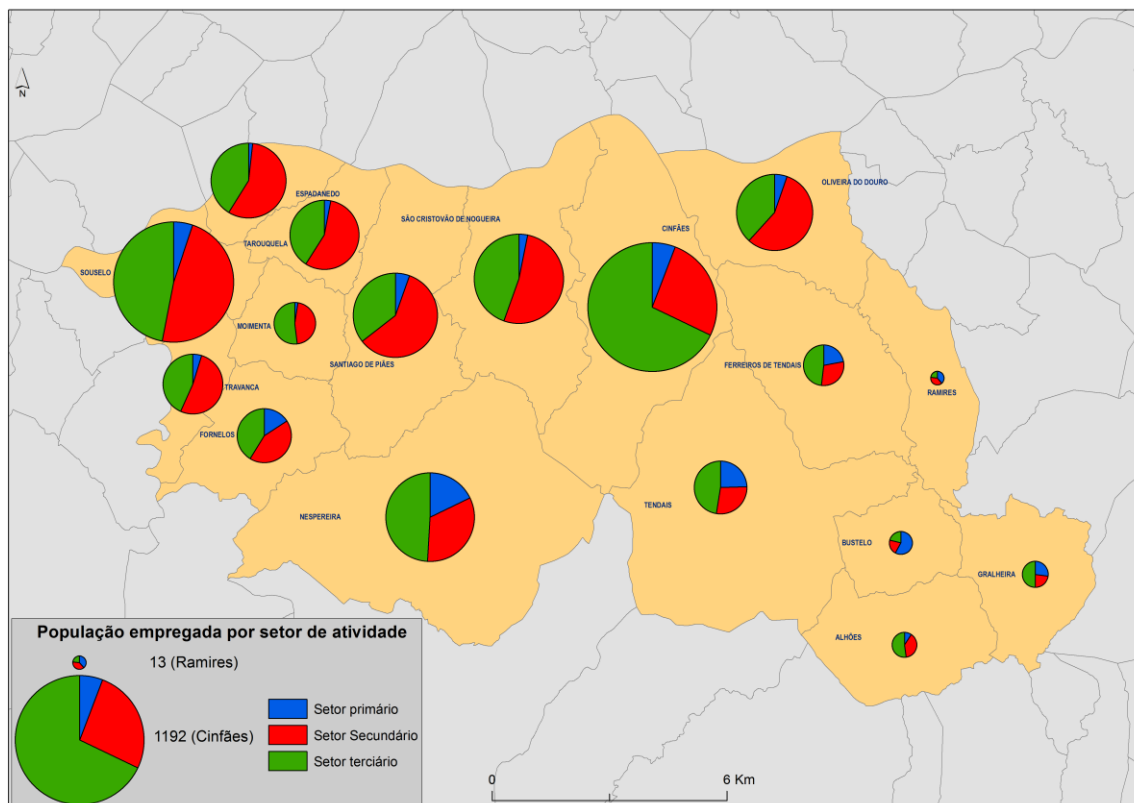 N
ESPADANEDO
OLIVEIRA DO DOURO
SÃO CRISTOVÃO DE NOGUEIRA
CINFÃES
TAROUQUELA
SOUSELO
MOIMENTA
SANTIAGO DE PIÃES
FERREIROS DE TENDAIS
TRAVANCA
RAMIRES
FORNELOS
TENDAIS
NESPEREIRA
BUSTELO
GRALHEIRA
ALHÕES
População empregada por setor de atividade
13 (Ramires)
1192 (Cinfães)
Setor primário
Setor Secundário
Setor terciário
0
6 Km